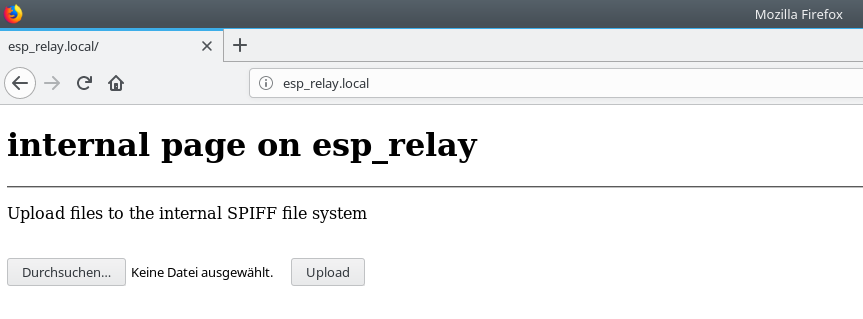 Mozilla Firefox
esp_relay.local/
esp_relay.local
internal page on esp_relay
Upload files to the internal SPIFF file system
Durchsuchen... Keine Datei ausgewählt. Upload